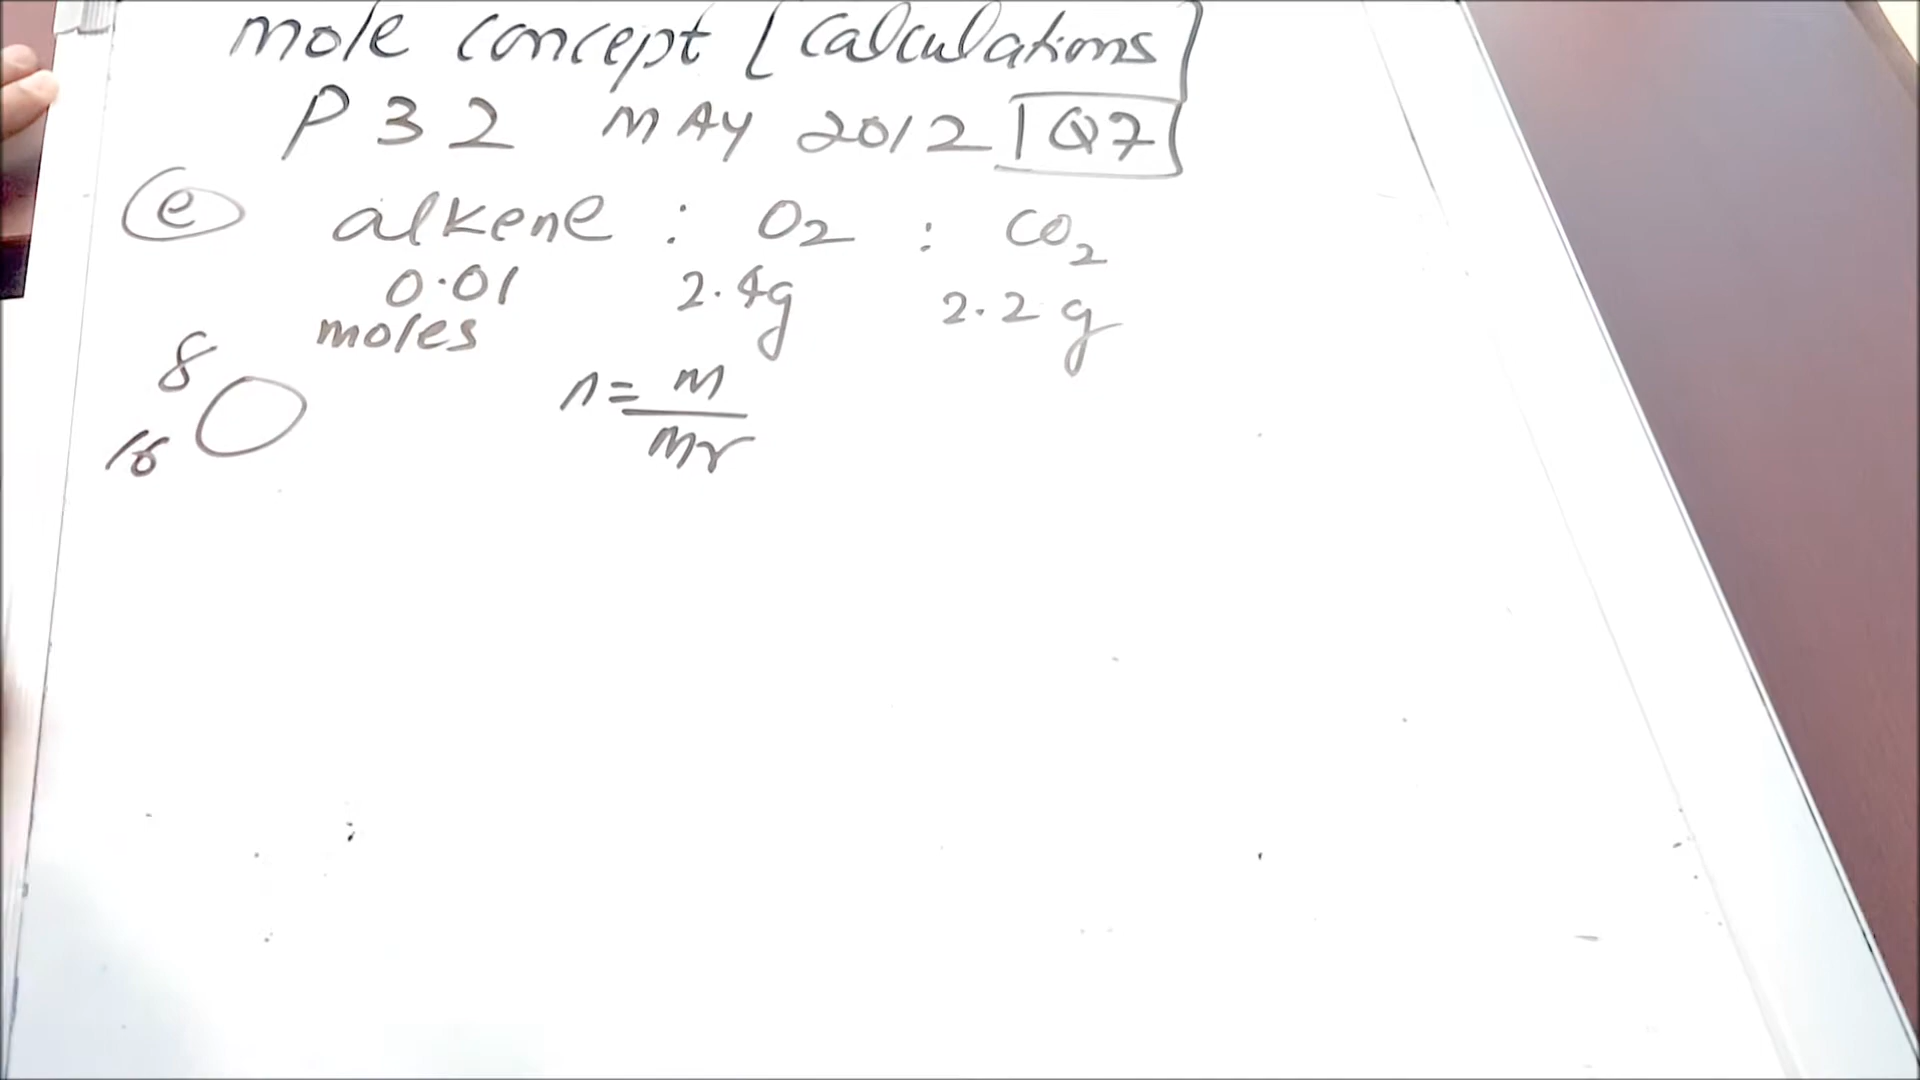 mole concept [Calculations]
P32 MAY 2012 | Q7
(e) alkene : O₂ : CO₂
0.01 moles 2.4g 2.2g
8
16 O
n = m/Mr